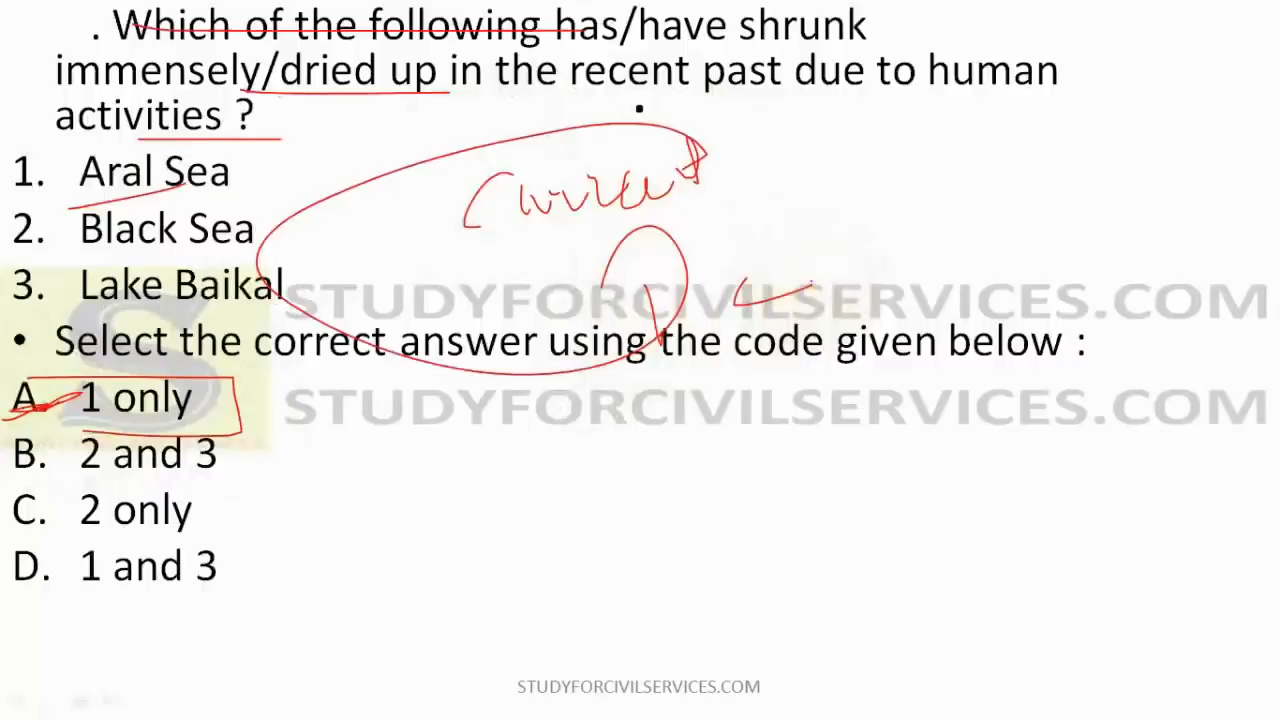 . Which of the following has/have shrunk
immensely/dried up in the recent past due to human
activities ?
1. Aral Sea
2. Black Sea
3. Lake Baikal
STUDYFORCIVILSERVICES.COM
• Select the correct answer using the code given below :
A. 1 only
STUDYFORCIVILSERVICES.COM
B. 2 and 3
C. 2 only
D. 1 and 3
STUDYFORCIVILSERVICES.COM